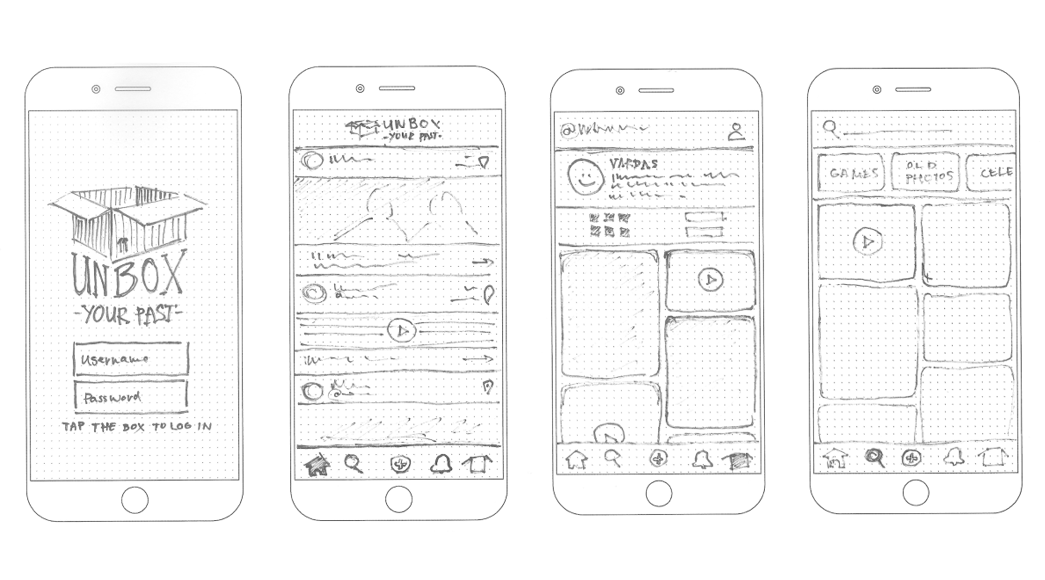 UNBOX
-YOUR PAST-
Username
Password
TAP THE BOX TO LOG IN
UNBOX
-YOUR PAST-
VARDAS
GAMES
OLD
PHOTOS
CELE